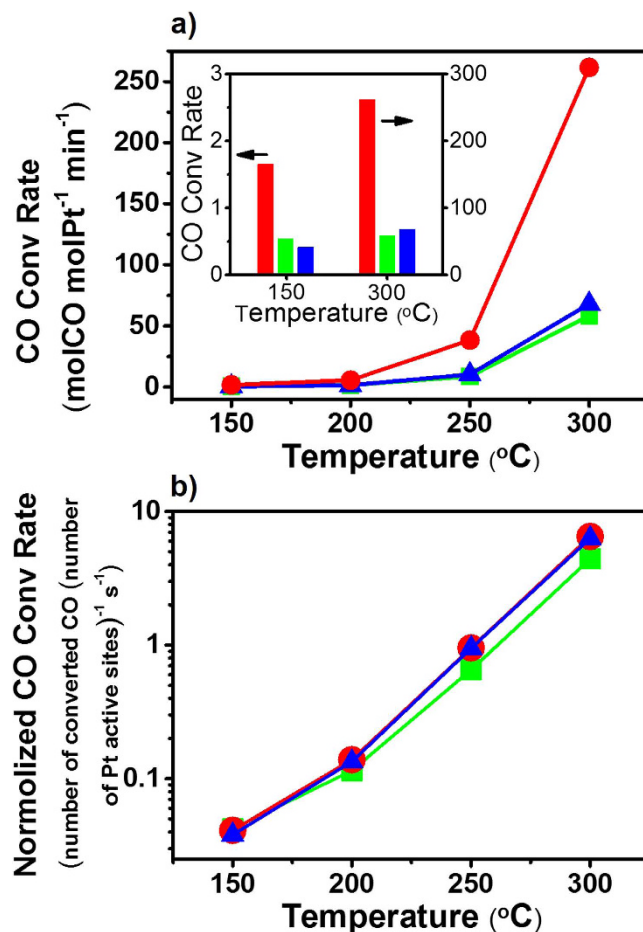 a)
CO Conv Rate
(molCO molPt⁻¹ min⁻¹)
250
200
150
100
50
0
3
2
1
0
CO Conv Rate
300
200
100
0
150
300
Temperature (°C)
150
200
250
300
Temperature (°C)
b)
Normolized CO Conv Rate
(number of converted CO (number
of Pt active sites)⁻¹ s⁻¹)
10
1
0.1
150
200
250
300
Temperature (°C)